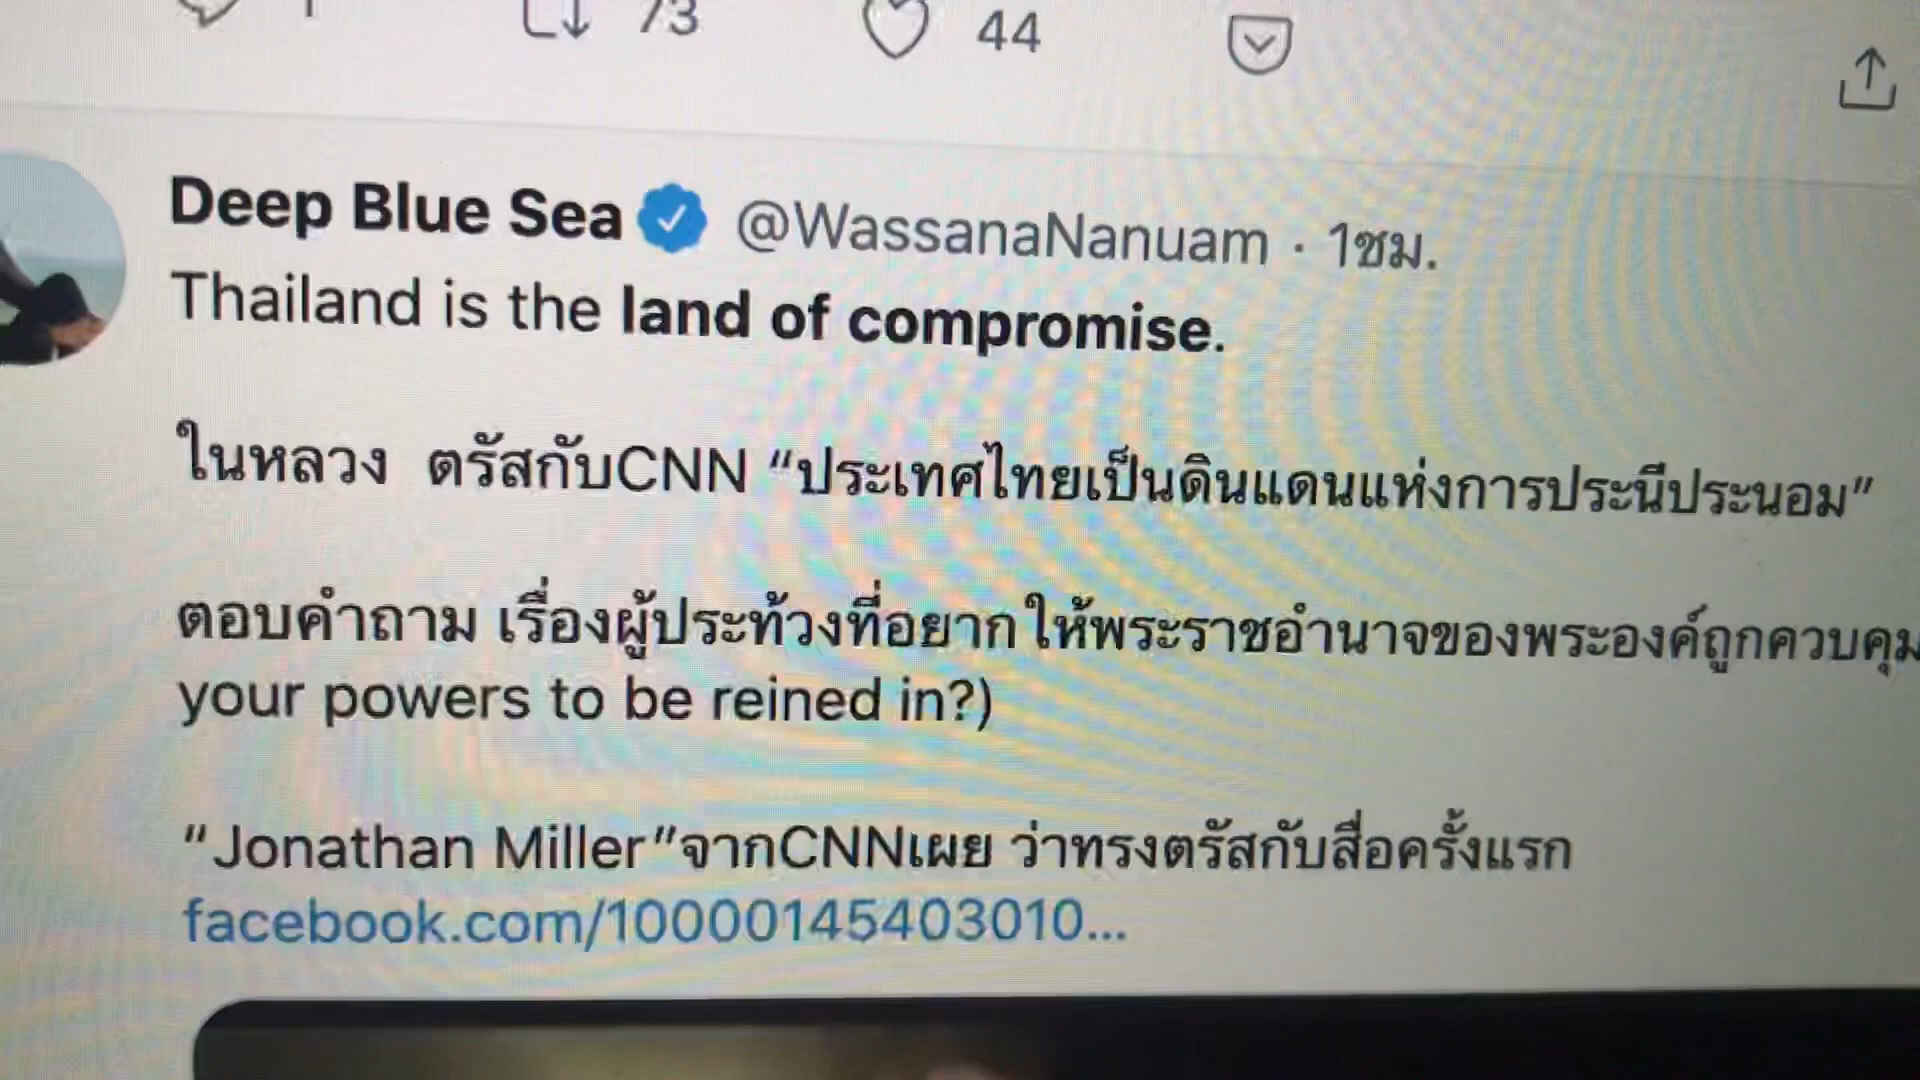 73 44
Deep Blue Sea @WassanaNanuam · 1ชม.
Thailand is the land of compromise.
ในหลวง ตรัสกับCNN “ประเทศไทยเป็นดินแดนแห่งการประนีประนอม”
ตอบคำถาม เรื่องผู้ประท้วงที่อยากให้พระราชอำนาจของพระองค์ถูกควบคุม
your powers to be reined in?)
“Jonathan Miller”จากCNNเผย ว่าทรงตรัสกับสื่อครั้งแรก
facebook.com/10000145403010...